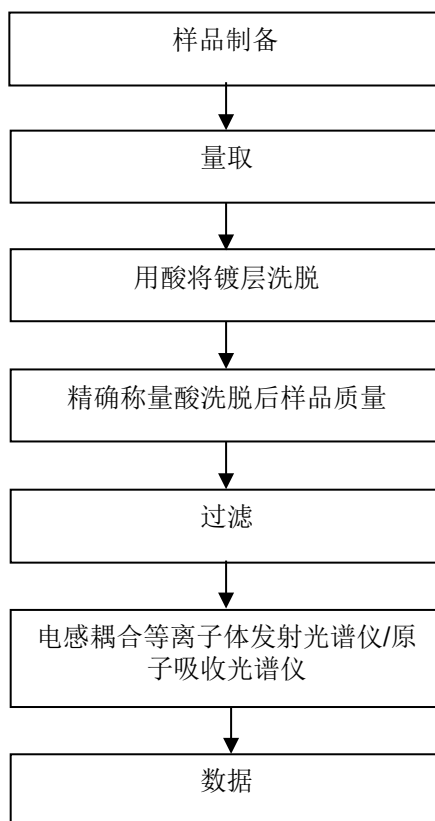 样品制备
量取
用酸将镀层洗脱
精确称量酸洗脱后样品质量
过滤
电感耦合等离子体发射光谱仪/原
子吸收光谱仪
数据